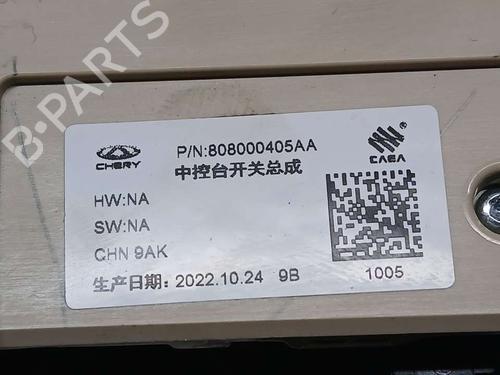 B-PARTS
CHERY
P/N:808000405AA
CAEA
中控台开关总成
HW:NA
SW:NA
CHN 9AK
生产日期: 2022.10.24 9B
1005